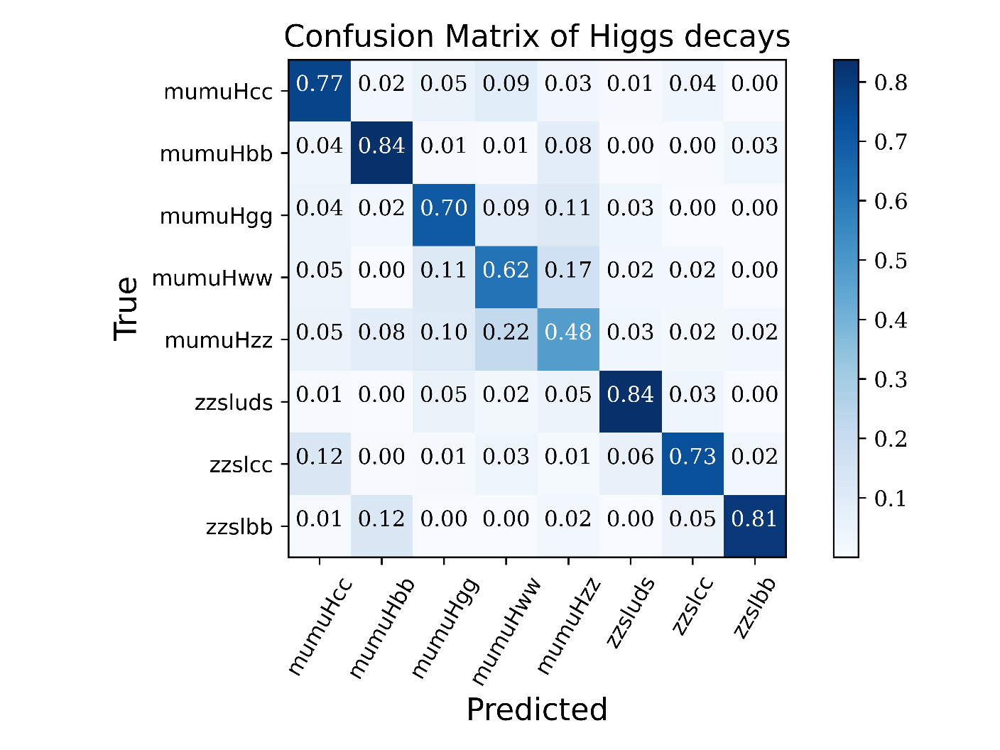 Confusion Matrix of Higgs decays
mumuHcc 0.77 0.02 0.05 0.09 0.03 0.01 0.04 0.00
mumuHbb 0.04 0.84 0.01 0.01 0.08 0.00 0.00 0.03
mumuHgg 0.04 0.02 0.70 0.09 0.11 0.03 0.00 0.00
mumuHww 0.05 0.00 0.11 0.62 0.17 0.02 0.02 0.00
mumuHzz 0.05 0.08 0.10 0.22 0.48 0.03 0.02 0.02
zzsluds 0.01 0.00 0.05 0.02 0.05 0.84 0.03 0.00
zzslcc 0.12 0.00 0.01 0.03 0.01 0.06 0.73 0.02
zzslbb 0.01 0.12 0.00 0.00 0.02 0.00 0.05 0.81
True
mumuHcc mumuHbb mumuHgg mumuHww mumuHzz zzsluds zzslcc zzslbb
Predicted
0.8
0.7
0.6
0.5
0.4
0.3
0.2
0.1